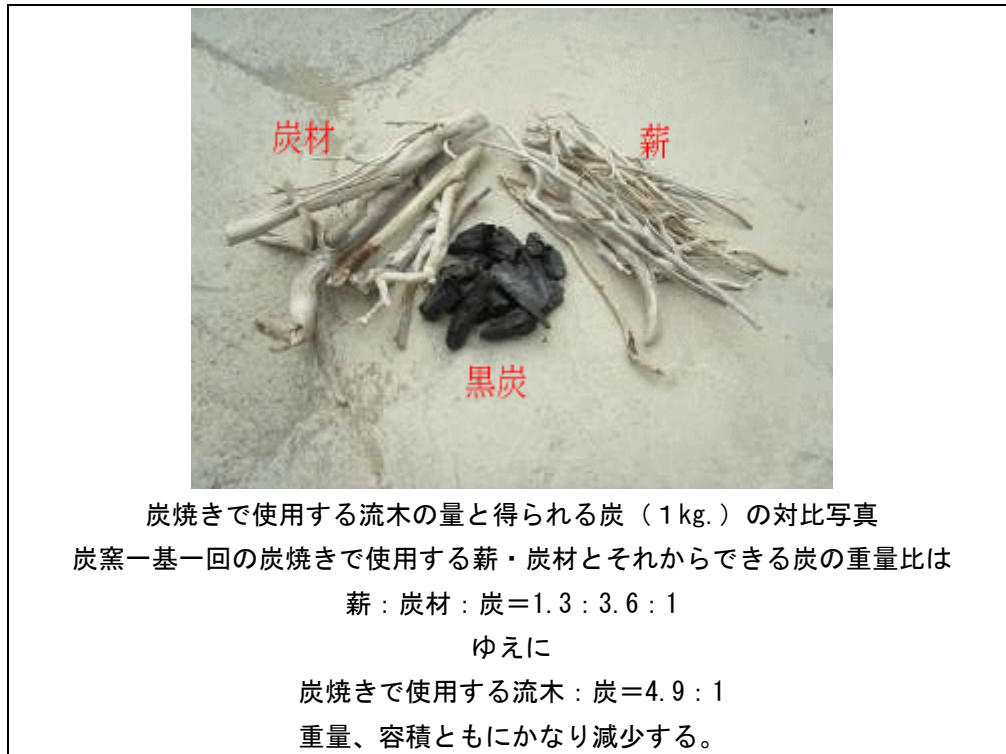 炭材
薪
黒炭
炭焼きで使用する流木の量と得られる炭（１kg.）の対比写真
炭窯一基一回の炭焼きで使用する薪・炭材とそれからできる炭の重量比は
薪：炭材：炭＝1.3：3.6：1
ゆえに
炭焼きで使用する流木：炭＝4.9：1
重量、容積ともにかなり減少する。